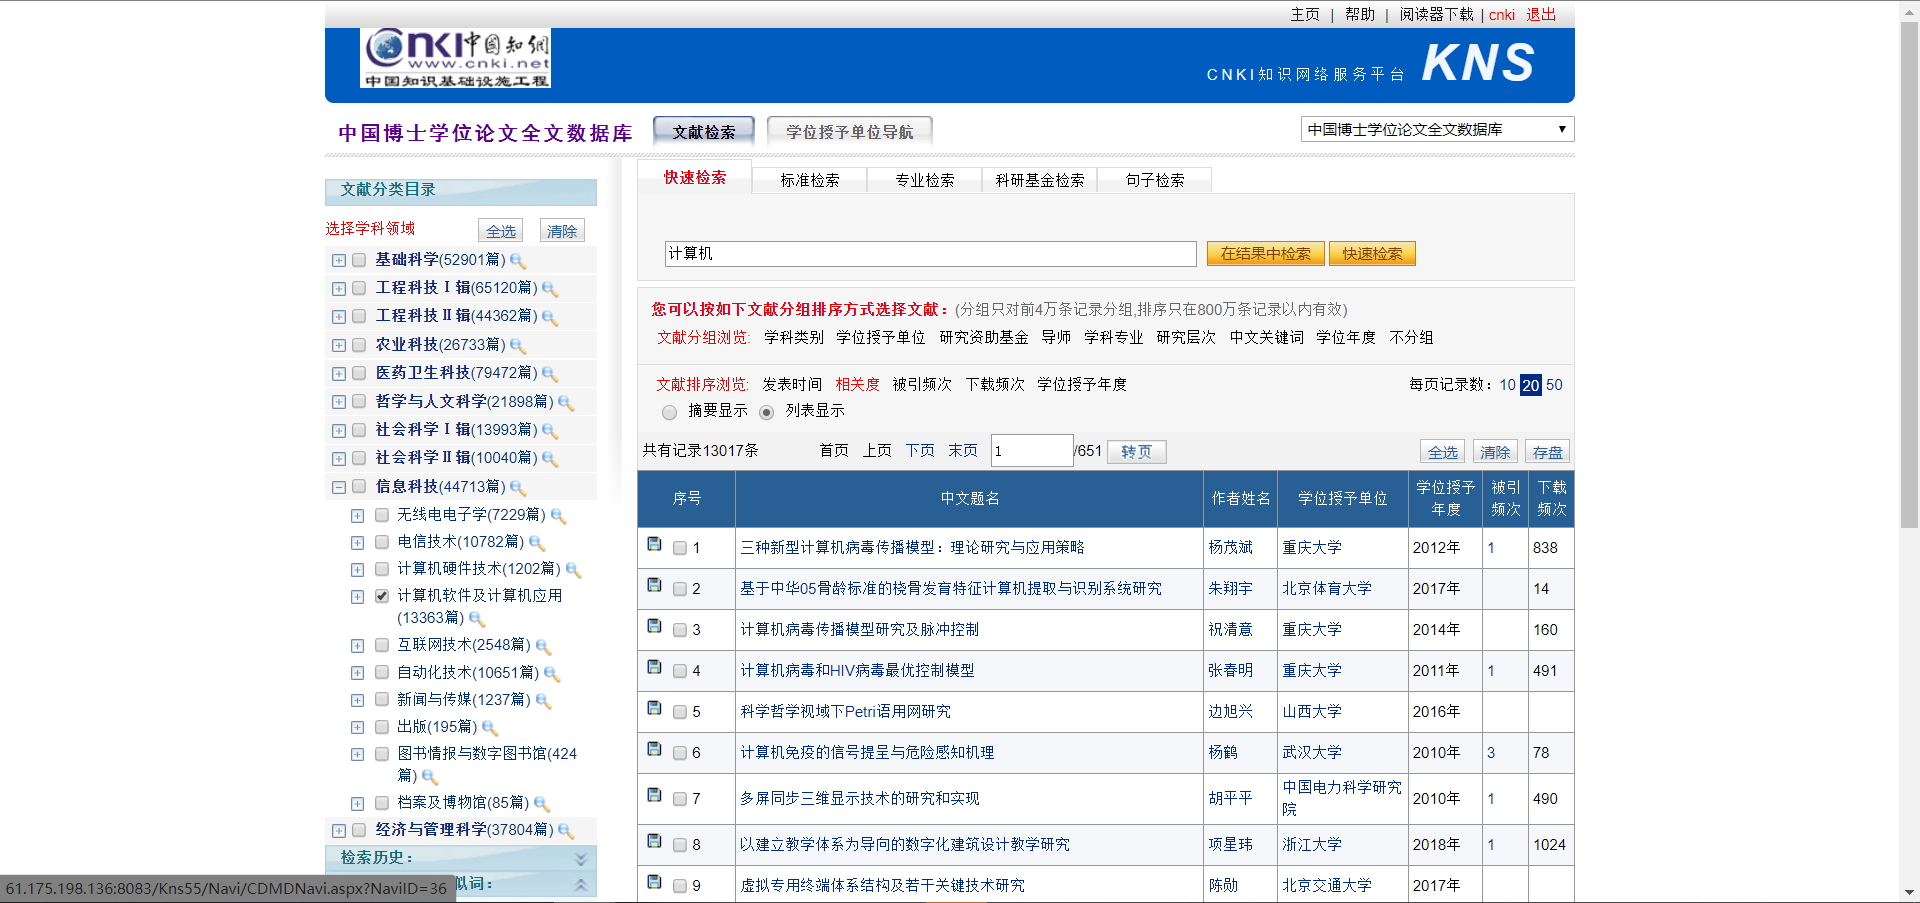 主页 | 帮助 | 阅读器下载 | cnki 退出
Cnki中国知网
www.cnki.net
中国知识基础设施工程
CNKI知识网络服务平台 KNS
中国博士学位论文全文数据库 文献检索 学位授予单位导航 中国博士学位论文全文数据库
文献分类目录
选择学科领域 全选 清除
基础科学(52901篇)
工程科技Ⅰ辑(65120篇)
工程科技Ⅱ辑(44362篇)
农业科技(26733篇)
医药卫生科技(79472篇)
哲学与人文科学(21898篇)
社会科学Ⅰ辑(13993篇)
社会科学Ⅱ辑(10040篇)
信息科技(44713篇)
无线电电子学(7229篇)
电信技术(10782篇)
计算机硬件技术(1202篇)
计算机软件及计算机应用
(13363篇)
互联网技术(2548篇)
自动化技术(10651篇)
新闻与传媒(1237篇)
出版(195篇)
图书情报与数字图书馆(424
篇)
档案及博物馆(85篇)
经济与管理科学(37804篇)
检索历史：
似词：
61.175.198.136:8083/Kns55/Navi/CDMDNavi.aspx?NaviID=36
快速检索 标准检索 专业检索 科研基金检索 句子检索
计算机 在结果中检索 快速检索
您可以按如下文献分组排序方式选择文献：(分组只对前4万条记录分组,排序只在800万条记录以内有效)
文献分组浏览: 学科类别 学位授予单位 研究资助基金 导师 学科专业 研究层次 中文关键词 学位年度 不分组
文献排序浏览: 发表时间 相关度 被引频次 下载频次 学位授予年度 每页记录数：10 20 50
摘要显示 列表显示
共有记录13017条 首页 上页 下页 末页 1 /651 转页 全选 清除 存盘
序号 中文题名 作者姓名 学位授予单位 学位授予年度 被引频次 下载频次
1 三种新型计算机病毒传播模型：理论研究与应用策略 杨茂斌 重庆大学 2012年 1 838
2 基于中华05骨龄标准的桡骨发育特征计算机提取与识别系统研究 朱翔宇 北京体育大学 2017年 14
3 计算机病毒传播模型研究及脉冲控制 祝清意 重庆大学 2014年 160
4 计算机病毒和HIV病毒最优控制模型 张春明 重庆大学 2011年 1 491
5 科学哲学视域下Petri语用网研究 边旭兴 山西大学 2016年
6 计算机免疫的信号提呈与危险感知机理 杨鹤 武汉大学 2010年 3 78
7 多屏同步三维显示技术的研究和实现 胡平平 中国电力科学研究院 2010年 1 490
8 以建立教学体系为导向的数字化建筑设计教学研究 项星玮 浙江大学 2018年 1 1024
9 虚拟专用终端体系结构及若干关键技术研究 陈勋 北京交通大学 2017年